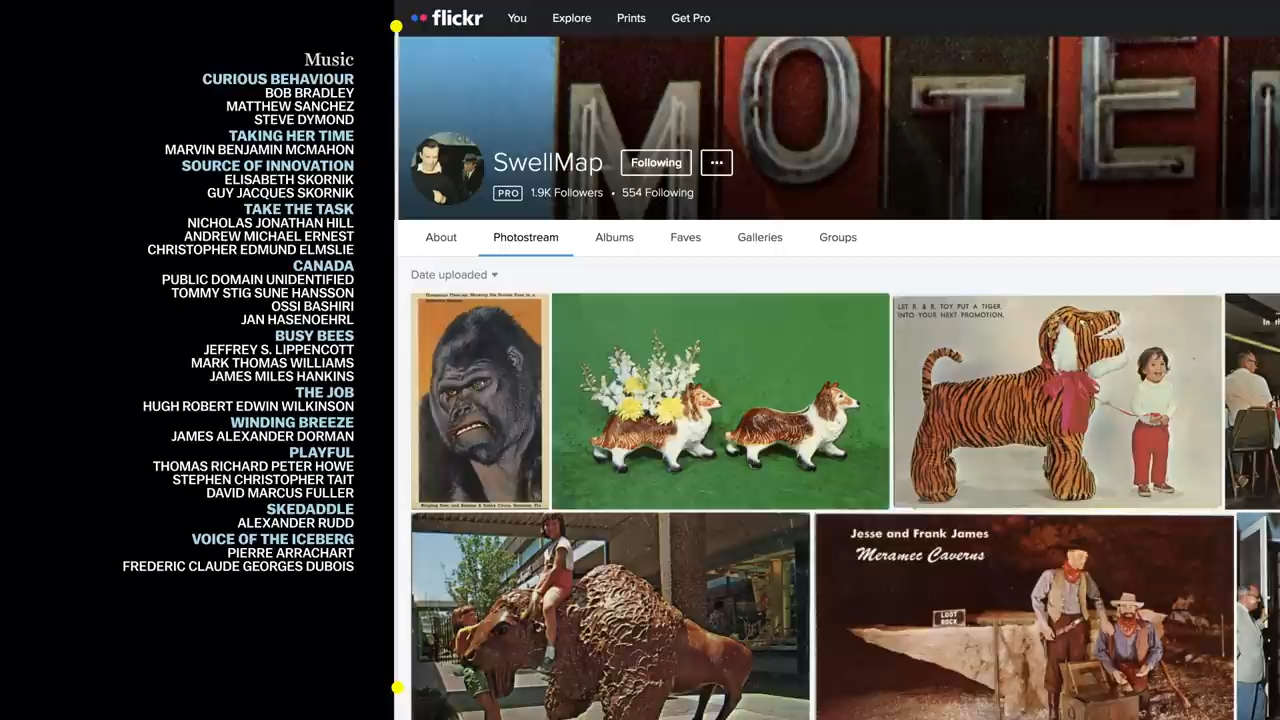 Music
CURIOUS BEHAVIOUR
BOB BRADLEY
MATTHEW SANCHEZ
STEVE DYMOND
TAKING HER TIME
MARVIN BENJAMIN MCMAHON
SOURCE OF INNOVATION
ELISABETH SKORNIK
GUY JACQUES SKORNIK
TAKE THE TASK
NICHOLAS JONATHAN HILL
ANDREW MICHAEL ERNEST
CHRISTOPHER EDMUND ELMSLIE
CANADA
PUBLIC DOMAIN UNIDENTIFIED
TOMMY STIG SUNE HANSSON
OSSI BASHIRI
JAN HASENOEHRL
BUSY BEES
JEFFREY S. LIPPENCOTT
MARK THOMAS WILLIAMS
JAMES MILES HANKINS
THE JOB
HUGH ROBERT EDWIN WILKINSON
WINDING BREEZE
JAMES ALEXANDER DORMAN
PLAYFUL
THOMAS RICHARD PETER HOWE
STEPHEN CHRISTOPHER TAIT
DAVID MARCUS FULLER
SKEDADDLE
ALEXANDER RUDD
VOICE OF THE ICEBERG
PIERRE ARRACHART
FREDERIC CLAUDE GEORGES DUBOIS
flickr You Explore Prints Get Pro
MOTE
SwellMap Following ...
PRO 1.9K Followers • 554 Following
About Photostream Albums Faves Galleries Groups
Date uploaded
LET R. & R. TOY PUT A TIGER
INTO YOUR NEXT PROMOTION.
In
Jesse and Frank James
Meramec Caverns
LOOT
ROCK